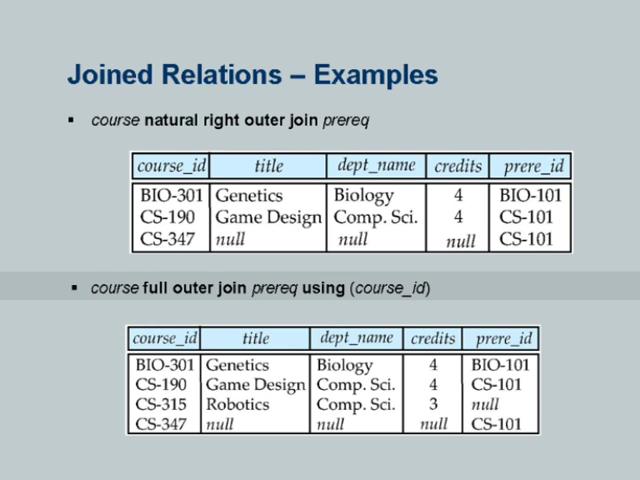 Joined Relations – Examples
▪ course natural right outer join prereq
course_id title dept_name credits prere_id
BIO-301 Genetics Biology 4 BIO-101
CS-190 Game Design Comp. Sci. 4 CS-101
CS-347 null null null CS-101
▪ course full outer join prereq using (course_id)
course_id title dept_name credits prere_id
BIO-301 Genetics Biology 4 BIO-101
CS-190 Game Design Comp. Sci. 4 CS-101
CS-315 Robotics Comp. Sci. 3 null
CS-347 null null null CS-101